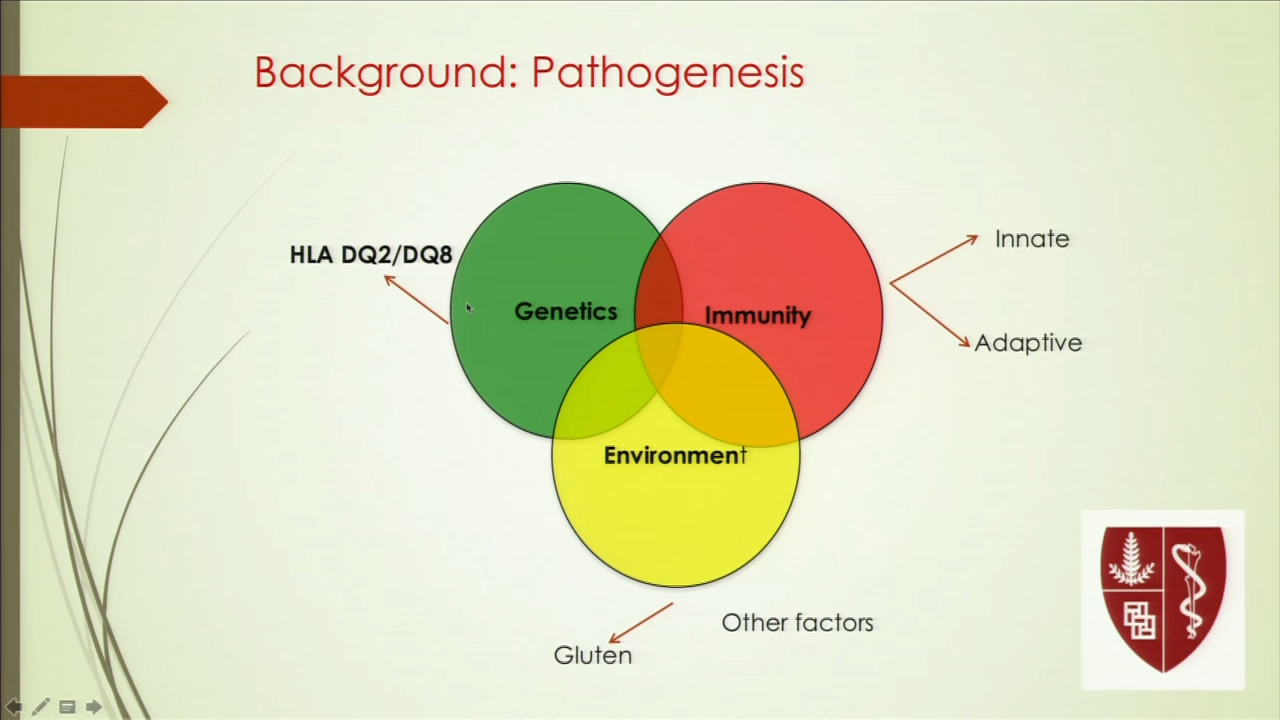 Background: Pathogenesis
HLA DQ2/DQ8
Innate
Genetics
Immunity
Adaptive
Environment
Other factors
Gluten